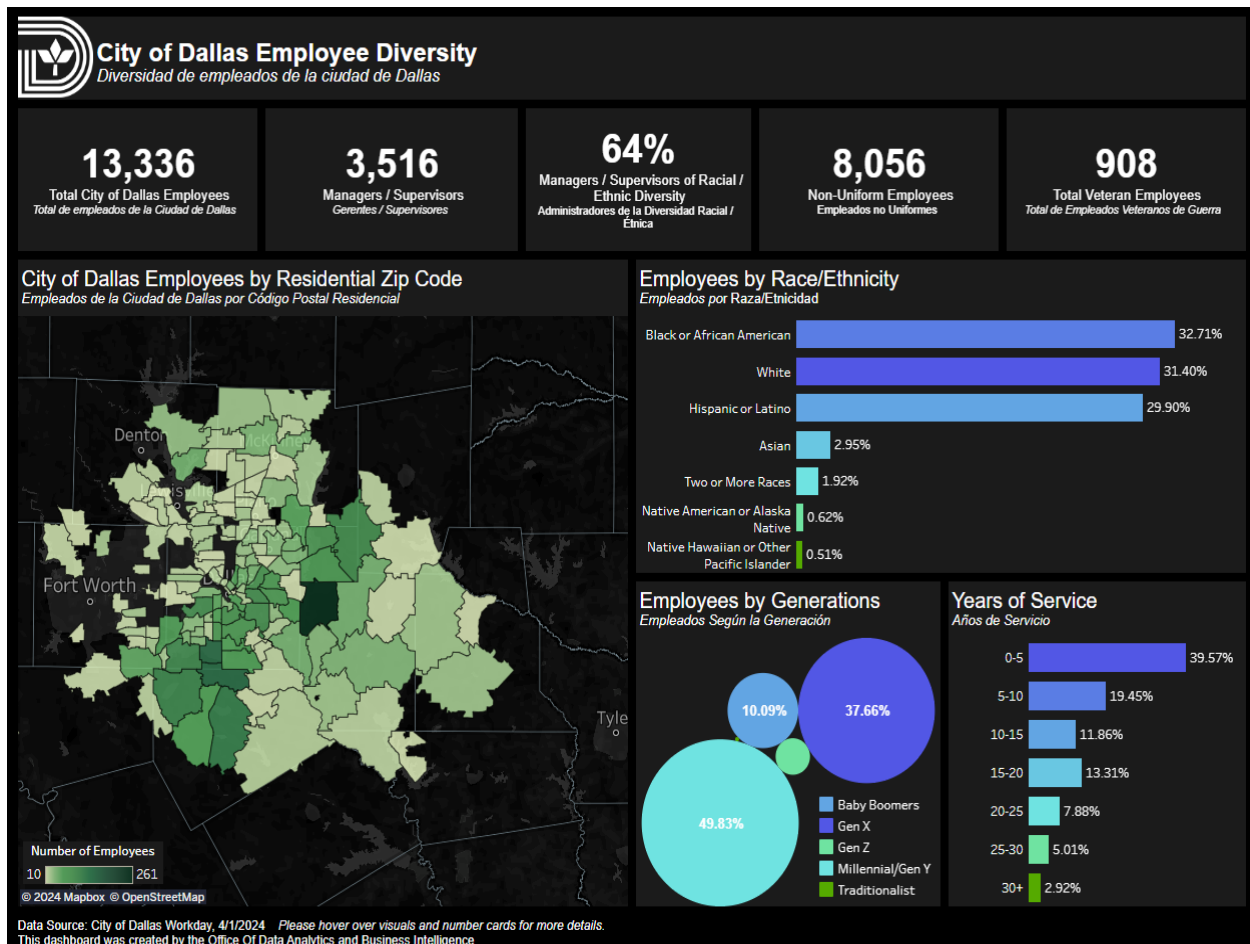 City of Dallas Employee Diversity
Diversidad de empleados de la ciudad de Dallas
13,336
Total City of Dallas Employees
Total de empleados de la Ciudad de Dallas
3,516
Managers / Supervisors
Gerentes / Supervisores
64%
Managers / Supervisors of Racial /
Ethnic Diversity
Administradores de la Diversidad Racial /
Étnica
8,056
Non-Uniform Employees
Empleados no Uniformes
908
Total Veteran Employees
Total de Empleados Veteranos de Guerra
City of Dallas Employees by Residential Zip Code
Empleados de la Ciudad de Dallas por Código Postal Residencial
Denton
McKinney
Lewisville
Plano
Fort Worth
Dallas
Tyle
Number of Employees
10 261
© 2024 Mapbox © OpenStreetMap
Employees by Race/Ethnicity
Empleados por Raza/Etnicidad
Black or African American 32.71%
White 31.40%
Hispanic or Latino 29.90%
Asian 2.95%
Two or More Races 1.92%
Native American or Alaska
Native 0.62%
Native Hawaiian or Other
Pacific Islander 0.51%
Employees by Generations
Empleados Según la Generación
10.09%
37.66%
49.83%
Baby Boomers
Gen X
Gen Z
Millennial/Gen Y
Traditionalist
Years of Service
Años de Servicio
0-5 39.57%
5-10 19.45%
10-15 11.86%
15-20 13.31%
20-25 7.88%
25-30 5.01%
30+ 2.92%
Data Source: City of Dallas Workday, 4/1/2024 Please hover over visuals and number cards for more details.
This dashboard was created by the Office Of Data Analytics and Business Intelligence